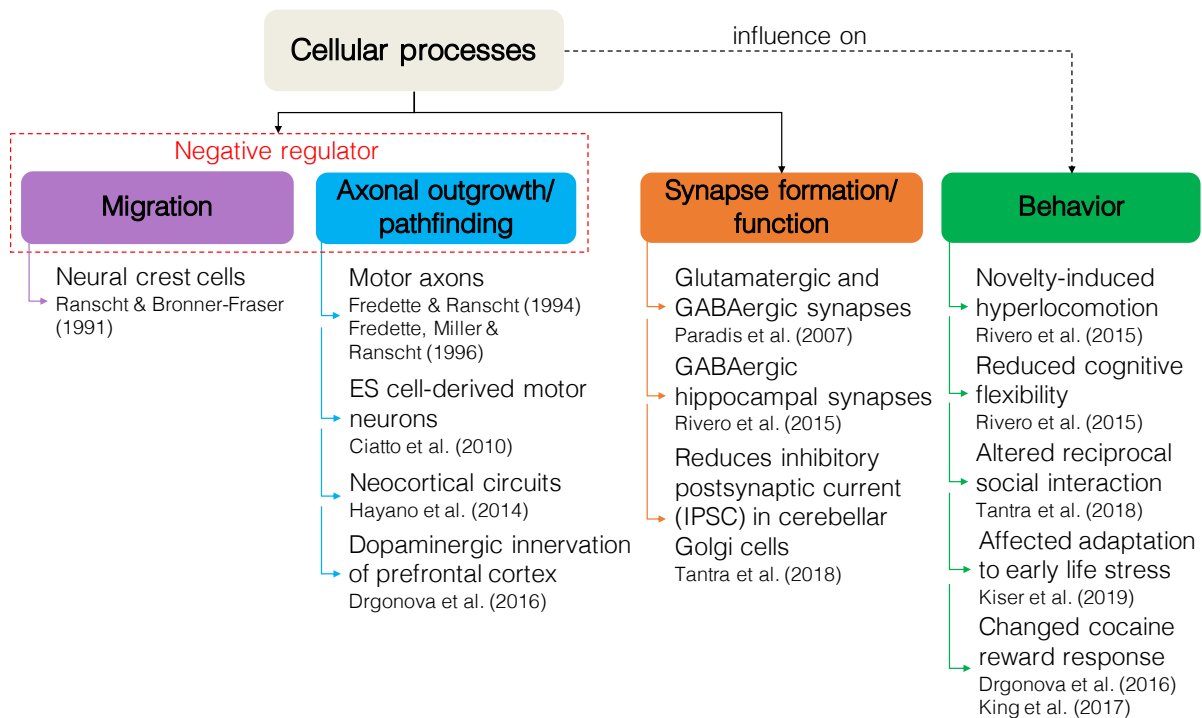 Cellular processes
influence on
Negative regulator
Migration
Neural crest cells
Ranscht & Bronner-Fraser
(1991)
Axonal outgrowth/
pathfinding
Motor axons
Fredette & Ranscht (1994)
Fredette, Miller &
Ranscht (1996)
ES cell-derived motor
neurons
Ciatto et al. (2010)
Neocortical circuits
Hayano et al. (2014)
Dopaminergic innervation
of prefrontal cortex
Drgonova et al. (2016)
Synapse formation/
function
Glutamatergic and
GABAergic synapses
Paradis et al. (2007)
GABAergic
hippocampal synapses
Rivero et al. (2015)
Reduces inhibitory
postsynaptic current
(IPSC) in cerebellar
Golgi cells
Tantra et al. (2018)
Behavior
Novelty-induced
hyperlocomotion
Rivero et al. (2015)
Reduced cognitive
flexibility
Rivero et al. (2015)
Altered reciprocal
social interaction
Tantra et al. (2018)
Affected adaptation
to early life stress
Kiser et al. (2019)
Changed cocaine
reward response
Drgonova et al. (2016)
King et al. (2017)